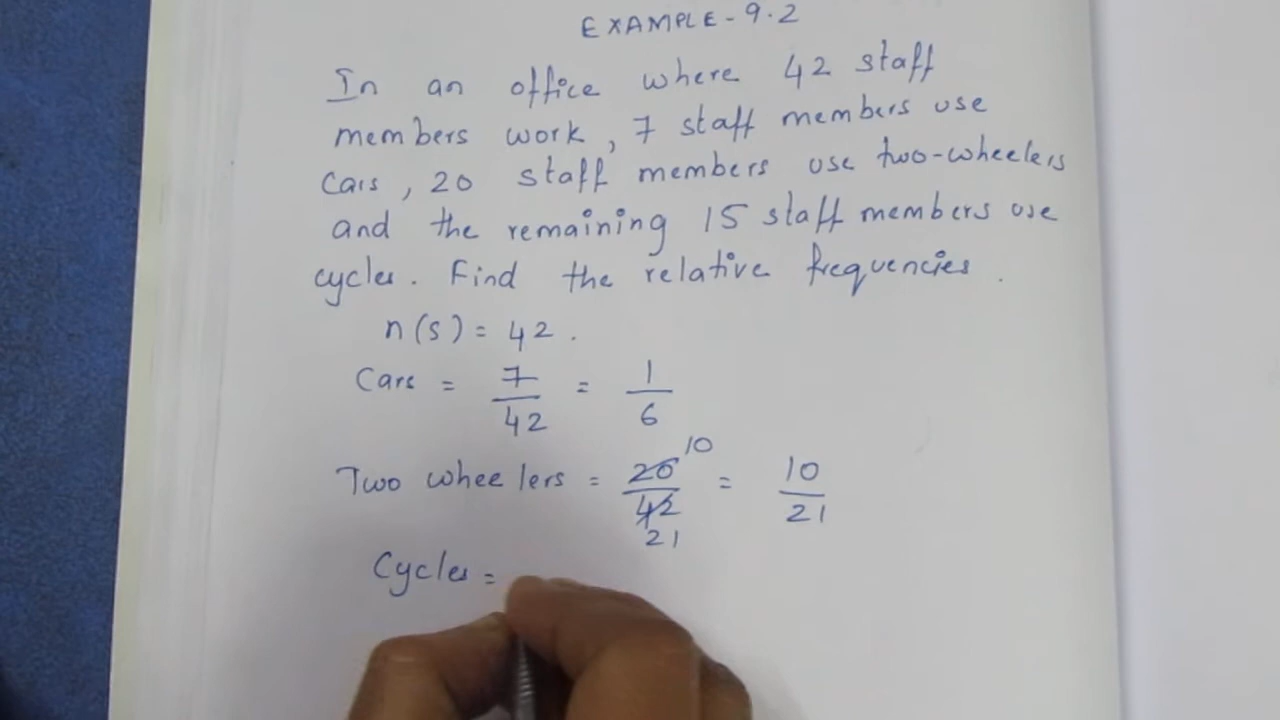 EXAMPLE - 9.2
In an office where 42 staff
members work, 7 staff members use
cars, 20 staff members use two-wheelers
and the remaining 15 staff members use
cycles. Find the relative frequencies.
n(s) = 42.
Cars = 7/42 = 1/6
Two wheelers = 20/42 10 21 = 10/21
Cycles =